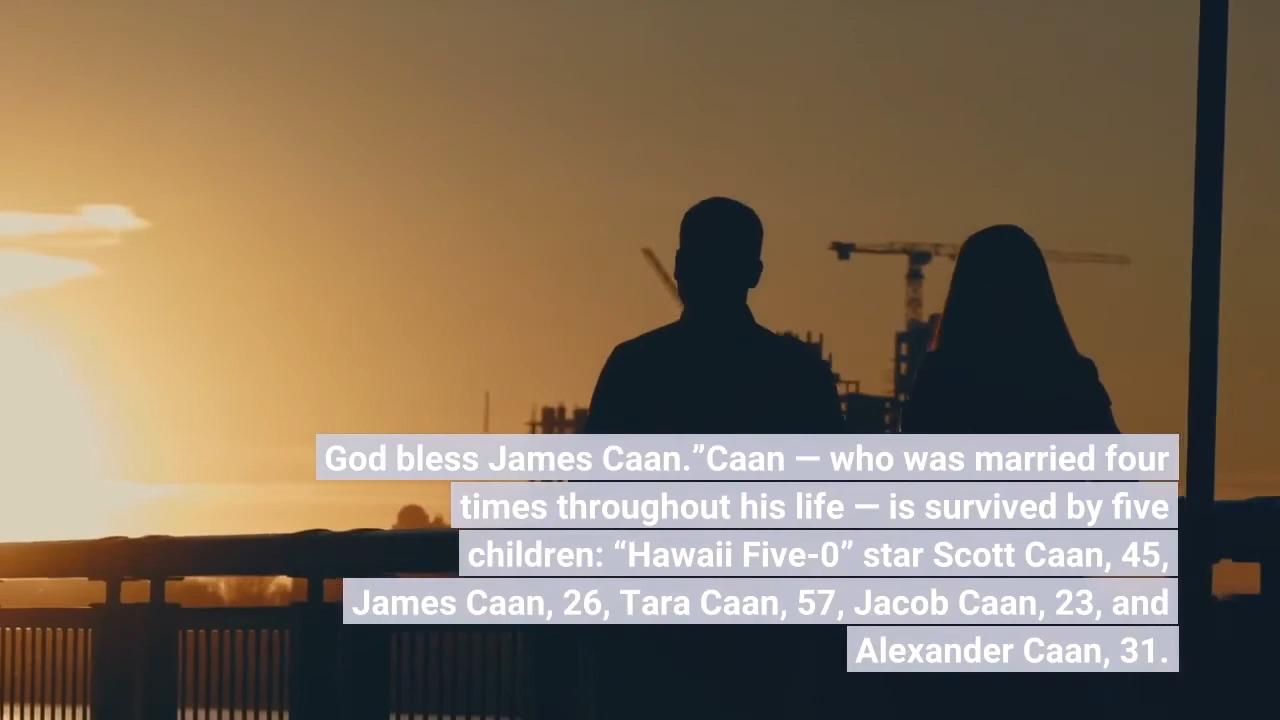 God bless James Caan.”Caan — who was married four
times throughout his life — is survived by five
children: “Hawaii Five-0” star Scott Caan, 45,
James Caan, 26, Tara Caan, 57, Jacob Caan, 23, and
Alexander Caan, 31.